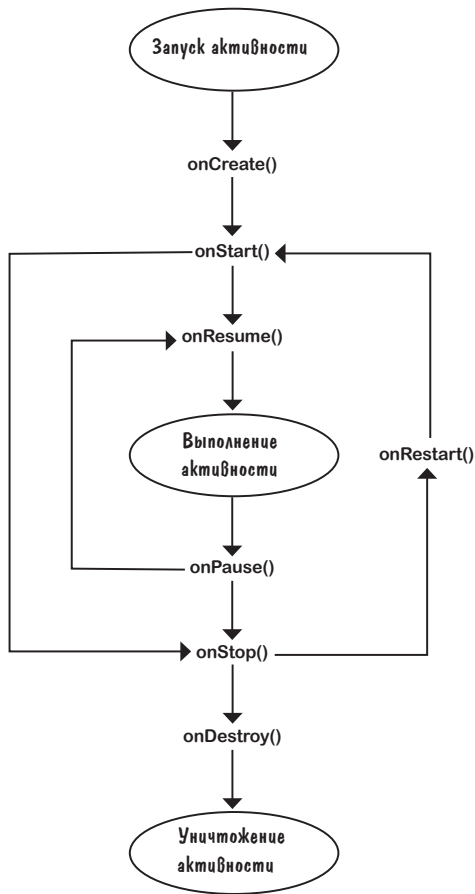 Запуск активности
onCreate()
onStart()
onResume()
Выполнение
активности
onRestart()
onPause()
onStop()
onDestroy()
Уничтожение
активности